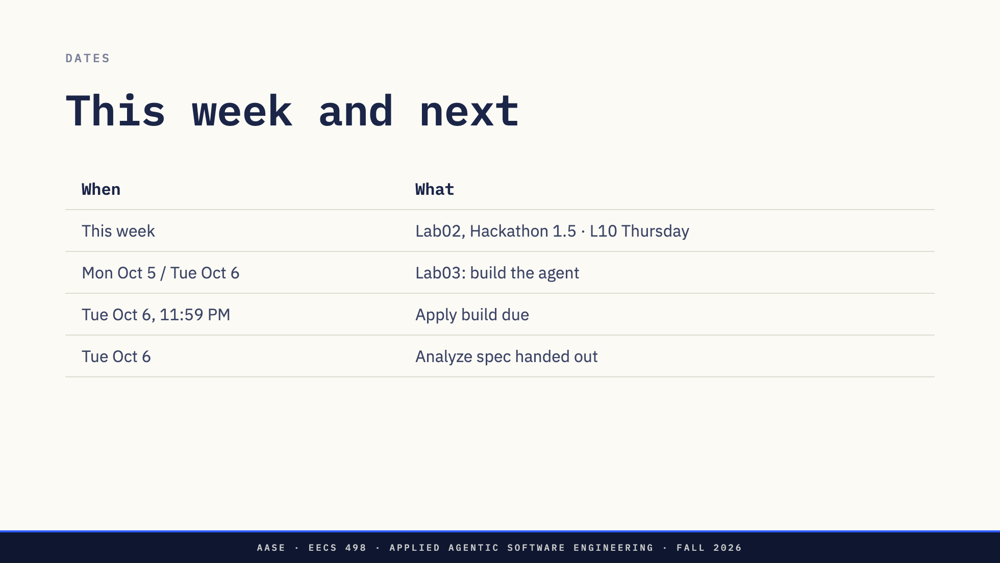 DATES
This week and next
When What
This week Lab02, Hackathon 1.5 · L10 Thursday
Mon Oct 5 / Tue Oct 6 Lab03: build the agent
Tue Oct 6, 11:59 PM Apply build due
Tue Oct 6 Analyze spec handed out
AASE · EECS 498 · APPLIED AGENTIC SOFTWARE ENGINEERING · FALL 2026